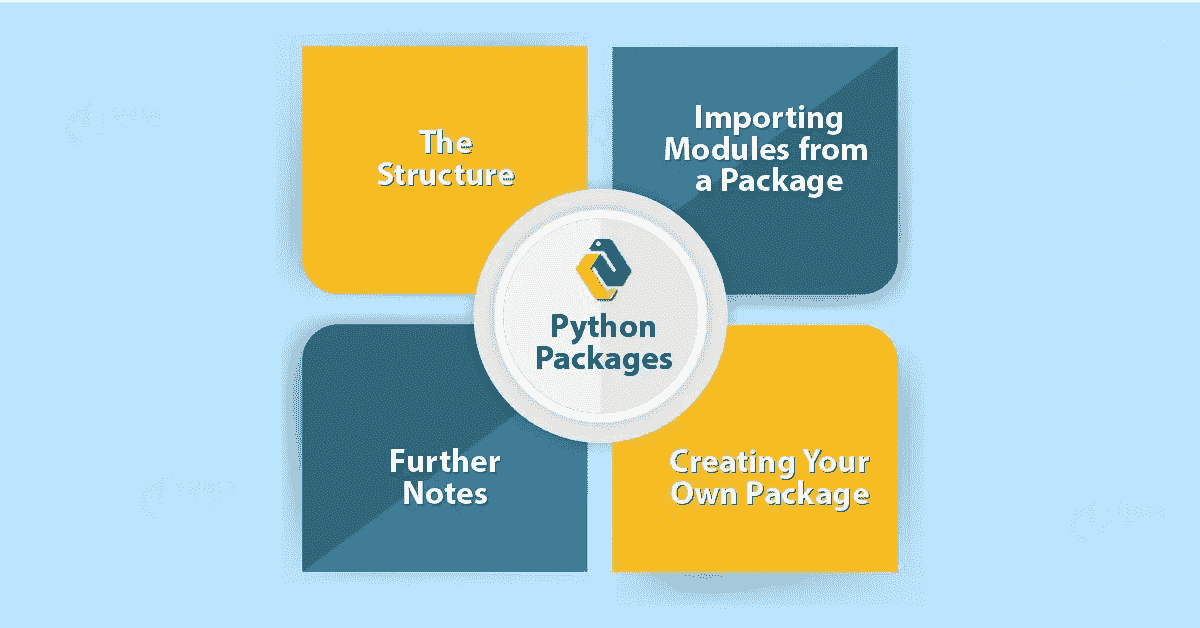 The
Structure
Importing
Modules from
a Package
Python
Packages
Further
Notes
Creating Your
Own Package